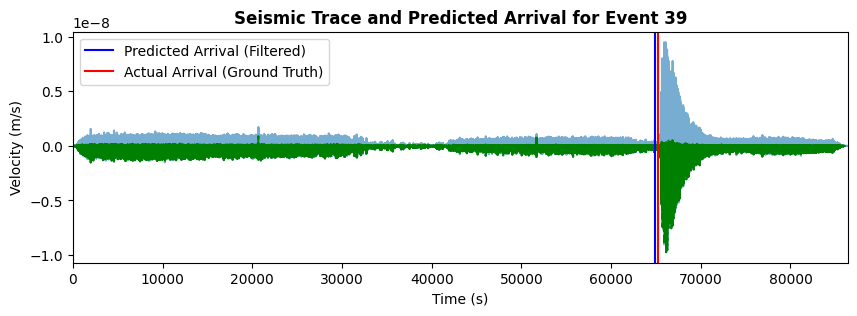 Seismic Trace and Predicted Arrival for Event 39
1e−8
1.0
0.5
0.0
−0.5
−1.0
Velocity (m/s)
Predicted Arrival (Filtered)
Actual Arrival (Ground Truth)
0 10000 20000 30000 40000 50000 60000 70000 80000
Time (s)